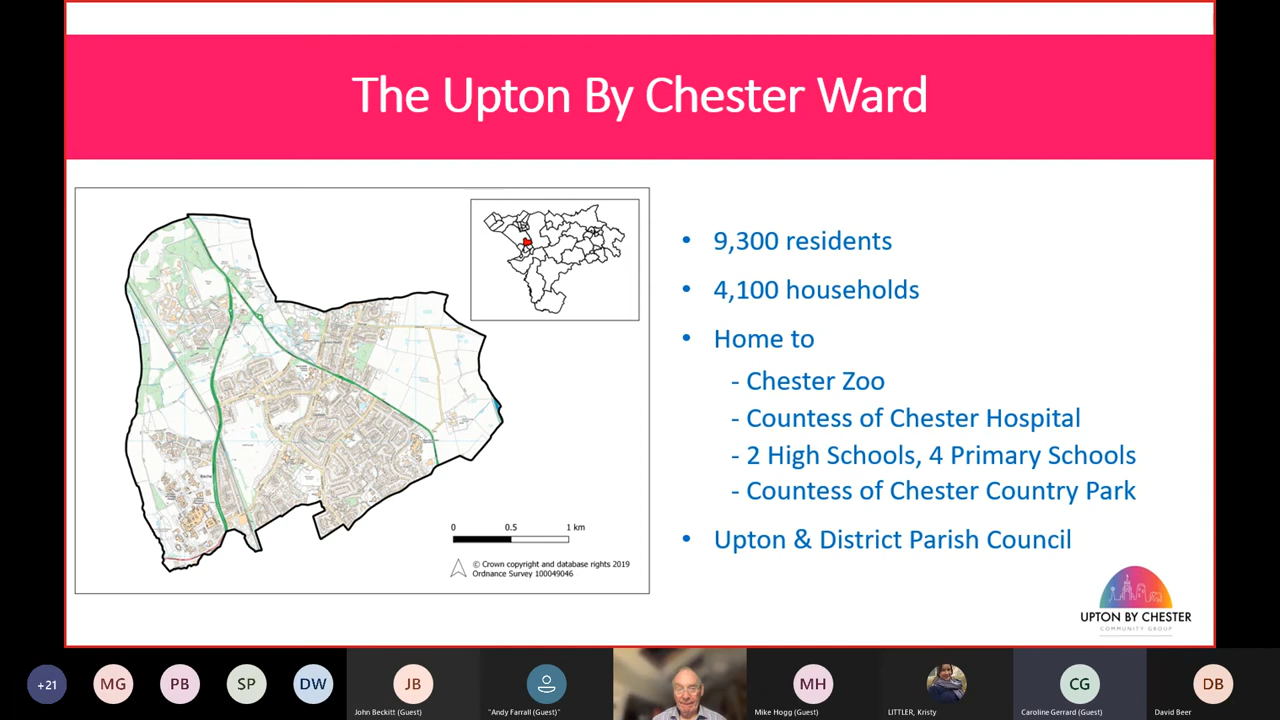 The Upton By Chester Ward
• 9,300 residents
• 4,100 households
• Home to
- Chester Zoo
- Countess of Chester Hospital
- 2 High Schools, 4 Primary Schools
- Countess of Chester Country Park
• Upton & District Parish Council
0 0.5 1 km
© Crown copyright and database rights 2019
Ordnance Survey 100049046
UPTON BY CHESTER
COMMUNITY GROUP
+21
MG
PB
SP
DW
JB
John Beckitt (Guest)
"Andy Farrall (Guest)"
MH
Mike Hogg (Guest)
LITTLER, Kristy
CG
Caroline Gerrard (Guest)
DB
David Beer